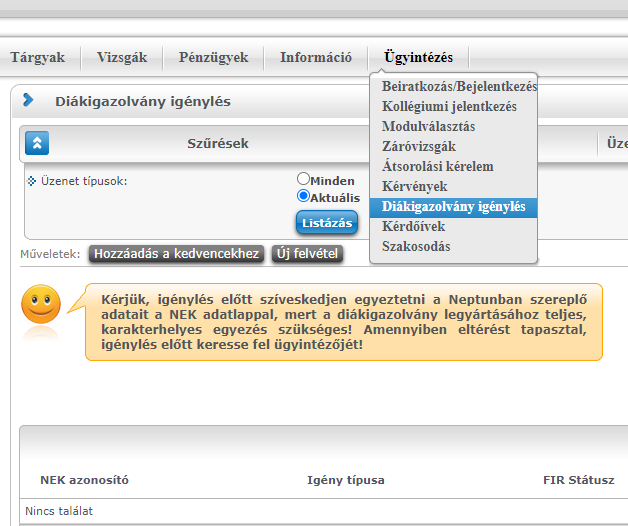 Tárgyak Vizsgák Pénzügyek Információ Ügyintézés
Beiratkozás/Bejelentkezés
Kollégiumi jelentkezés
Modulválasztás
Záróvizsgák
Átsorolási kérelem
Kérvények
Diákigazolvány igénylés
Kérdőívek
Szakosodás
Diákigazolvány igénylés
Szűrések Üze
Üzenet típusok:
Minden
Aktuális
Listázás
Műveletek: Hozzáadás a kedvencekhez Új felvétel
Kérjük, igénylés előtt szíveskedjen egyeztetni a Neptunban szereplő
adatait a NEK adatlappal, mert a diákigazolvány legyártásához teljes,
karakterhelyes egyezés szükséges! Amennyiben eltérést tapasztal,
igénylés előtt keresse fel ügyintézőjét!
NEK azonosító Igény típusa FIR Státusz
Nincs találat